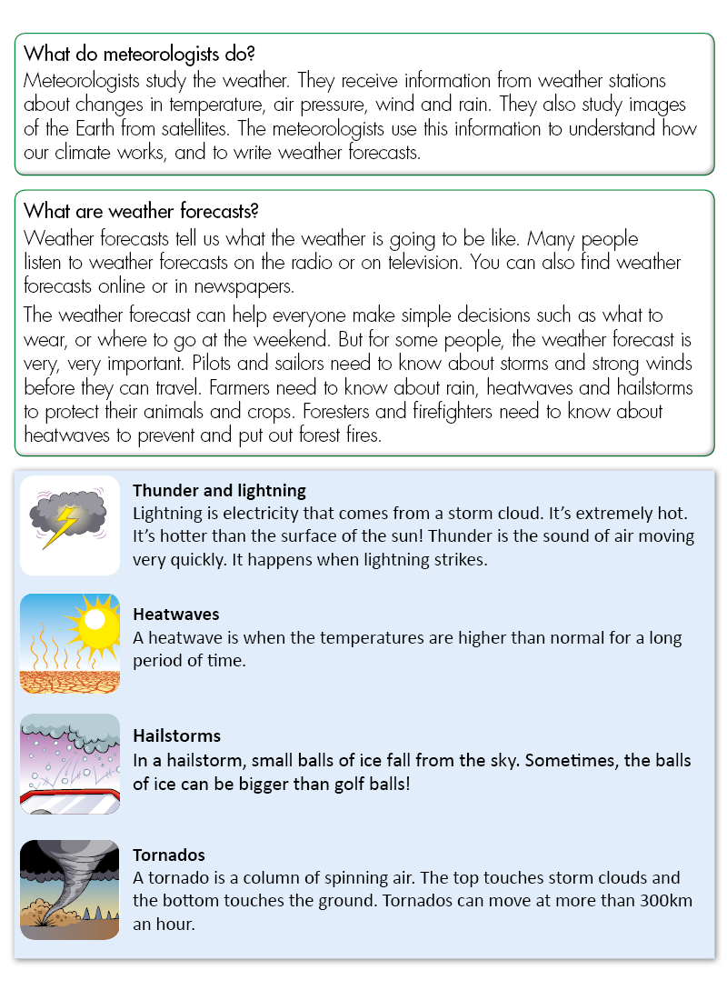 What do meteorologists do?
Meteorologists study the weather. They receive information from weather stations
about changes in temperature, air pressure, wind and rain. They also study images
of the Earth from satellites. The meteorologists use this information to understand how
our climate works, and to write weather forecasts.
What are weather forecasts?
Weather forecasts tell us what the weather is going to be like. Many people
listen to weather forecasts on the radio or on television. You can also find weather
forecasts online or in newspapers.
The weather forecast can help everyone make simple decisions such as what to
wear, or where to go at the weekend. But for some people, the weather forecast is
very, very important. Pilots and sailors need to know about storms and strong winds
before they can travel. Farmers need to know about rain, heatwaves and hailstorms
to protect their animals and crops. Foresters and firefighters need to know about
heatwaves to prevent and put out forest fires.
Thunder and lightning
Lightning is electricity that comes from a storm cloud. It’s extremely hot.
It’s hotter than the surface of the sun! Thunder is the sound of air moving
very quickly. It happens when lightning strikes.
Heatwaves
A heatwave is when the temperatures are higher than normal for a long
period of time.
Hailstorms
In a hailstorm, small balls of ice fall from the sky. Sometimes, the balls
of ice can be bigger than golf balls!
Tornados
A tornado is a column of spinning air. The top touches storm clouds and
the bottom touches the ground. Tornados can move at more than 300km
an hour.